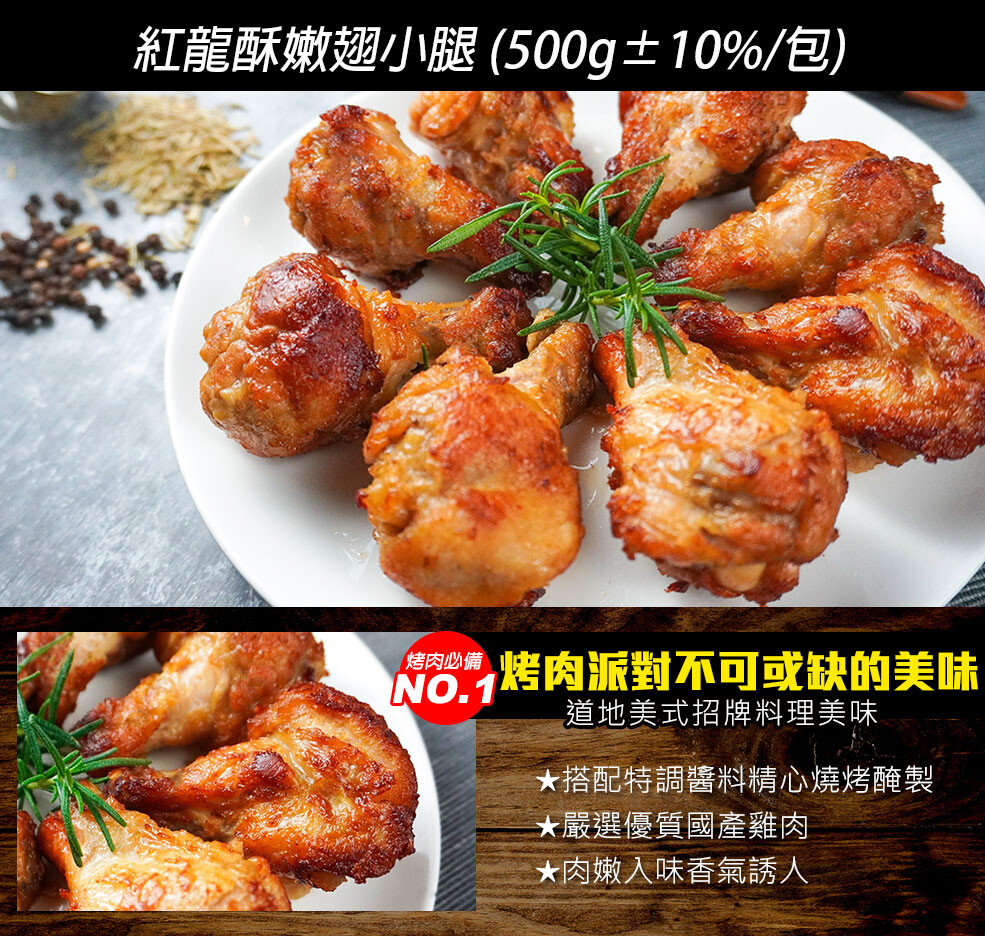 紅龍酥嫩翅小腿 (500g±10%/包)
烤肉必備
NO.1
烤肉派對不可或缺的美味
道地美式招牌料理美味
★搭配特調醬料精心燒烤醃製
★嚴選優質國產雞肉
★肉嫩入味香氣誘人